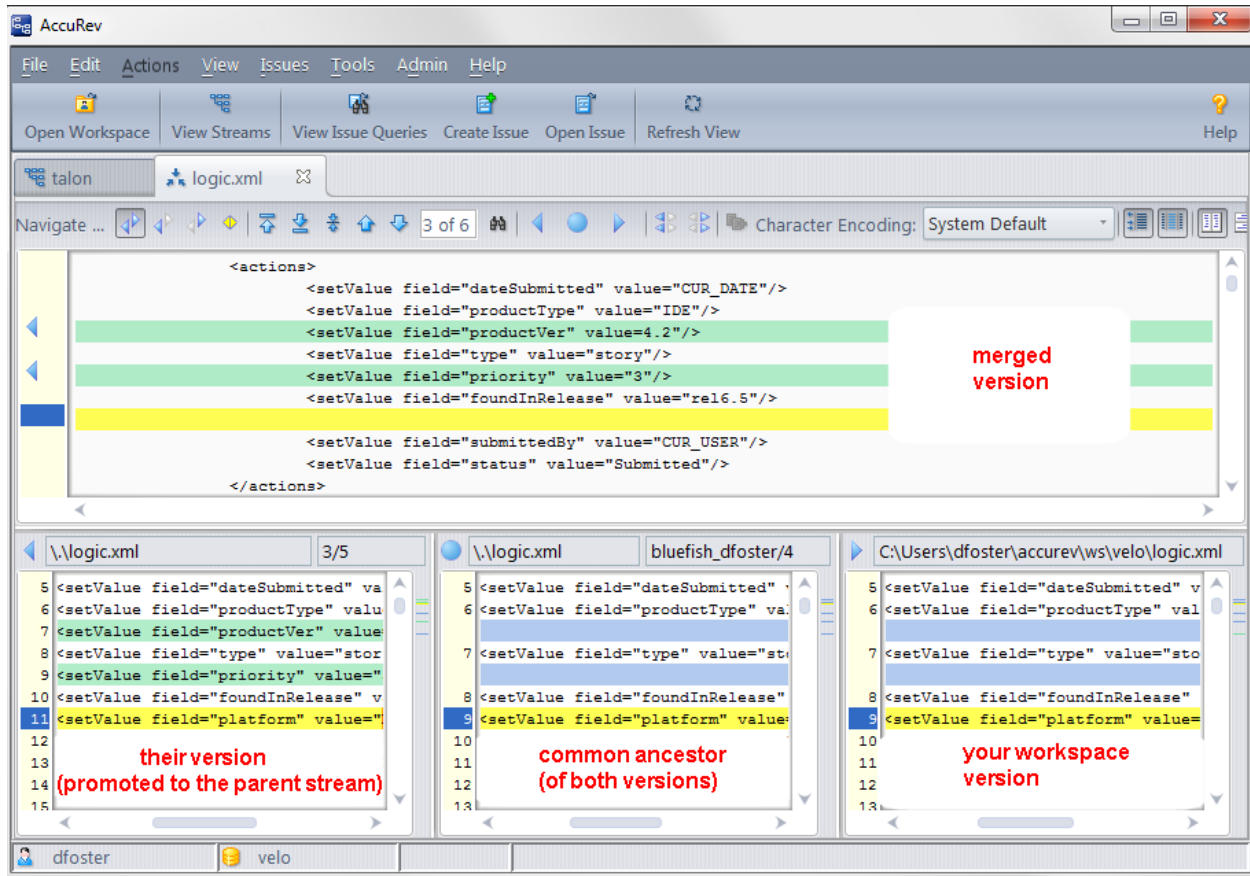 AccuRev
File Edit Actions View Issues Tools Admin Help
Open Workspace View Streams View Issue Queries Create Issue Open Issue Refresh View Help
talon logic.xml
Navigate ... 3 of 6 Character Encoding: System Default
<actions>
<setValue field="dateSubmitted" value="CUR_DATE"/>
<setValue field="productType" value="IDE"/>
<setValue field="productVer" value=4.2"/>
<setValue field="type" value="story"/>
<setValue field="priority" value="3"/>
<setValue field="foundInRelease" value="rel6.5"/>
<setValue field="submittedBy" value="CUR_USER"/>
<setValue field="status" value="Submitted"/>
</actions>
merged
version
\.\logic.xml 3/5
5 <setValue field="dateSubmitted" va
6 <setValue field="productType" valu
7 <setValue field="productVer" value
8 <setValue field="type" value="stor
9 <setValue field="priority" value="
10 <setValue field="foundInRelease" v
11 <setValue field="platform" value="
12
13
14
15
their version
(promoted to the parent stream)
\.\logic.xml bluefish_dfoster/4
5 <setValue field="dateSubmitted"
6 <setValue field="productType" val
7 <setValue field="type" value="sto
8 <setValue field="foundInRelease"
9 <setValue field="platform" value=
10
11
12
13
common ancestor
(of both versions)
C:\Users\dfoster\accurev\ws\velo\logic.xml
5 <setValue field="dateSubmitted" v
6 <setValue field="productType" val
7 <setValue field="type" value="sto
8 <setValue field="foundInRelease"
9 <setValue field="platform" value=
10
11
12
13
your workspace
version
dfoster velo